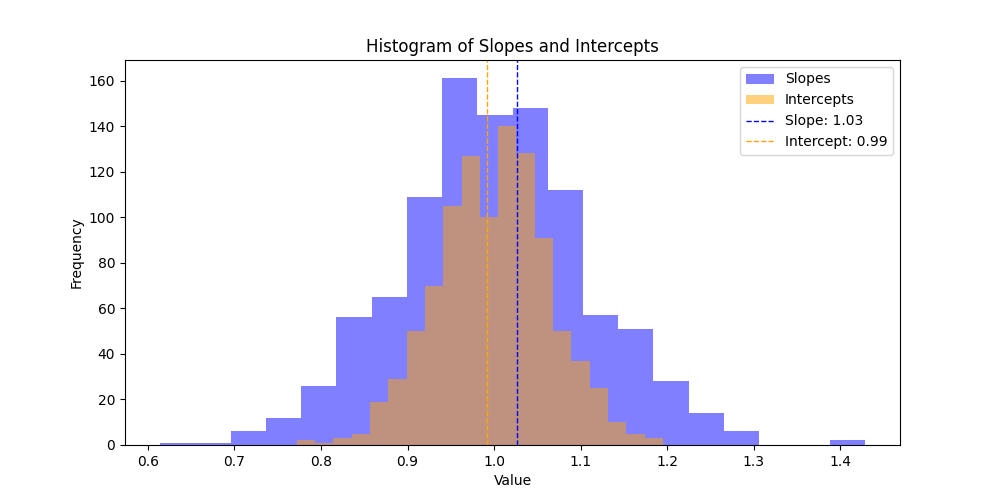 Histogram of Slopes and Intercepts
Slopes
Intercepts
Slope: 1.03
Intercept: 0.99
160
140
120
100
80
60
40
20
0
Frequency
0.6 0.7 0.8 0.9 1.0 1.1 1.2 1.3 1.4
Value